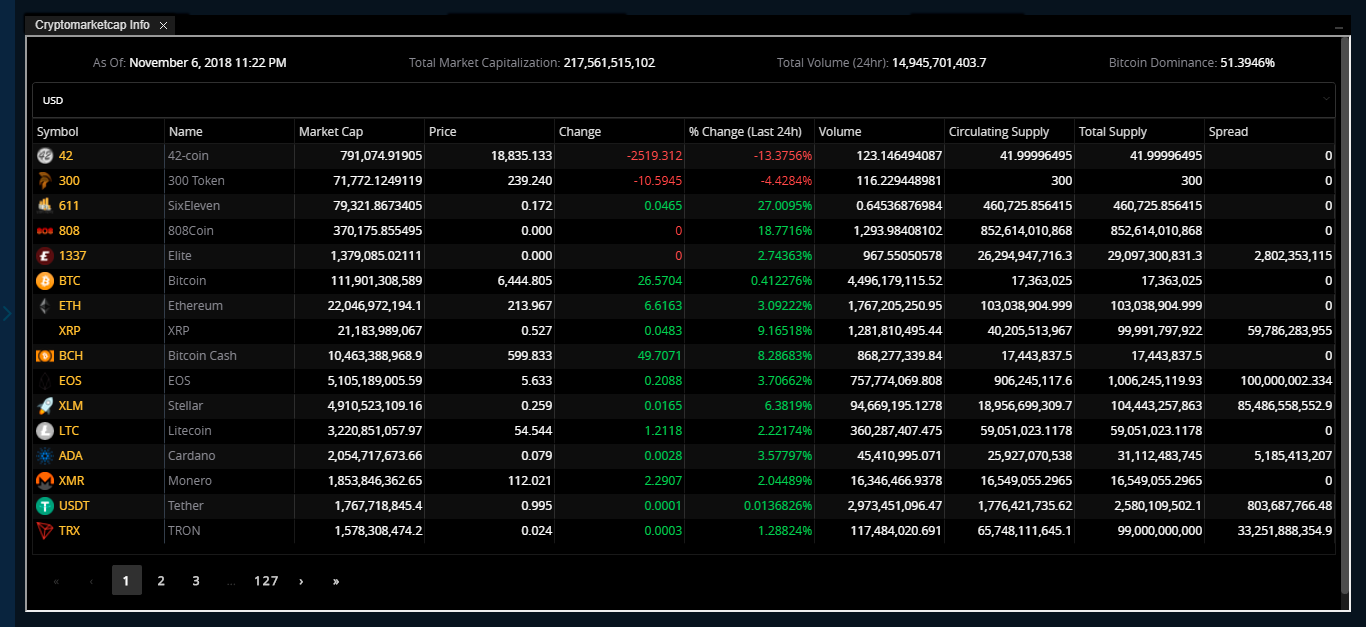 Cryptomarketcap Info ×
As Of: November 6, 2018 11:22 PM Total Market Capitalization: 217,561,515,102 Total Volume (24hr): 14,945,701,403.7 Bitcoin Dominance: 51.3946%
USD
Symbol Name Market Cap Price Change % Change (Last 24h) Volume Circulating Supply Total Supply Spread
42 42-coin 791,074.91905 18,835.133 -2519.312 -13.3756% 123.146494087 41.99996495 41.99996495 0
300 300 Token 71,772.1249119 239.240 -10.5945 -4.4284% 116.229448981 300 300 0
611 SixEleven 79,321.8673405 0.172 0.0465 27.0095% 0.64536876984 460,725.856415 460,725.856415 0
808 808Coin 370,175.855495 0.000 0 18.7716% 1,293.98408102 852,614,010,868 852,614,010,868 0
1337 Elite 1,379,085.02111 0.000 0 2.74363% 967.55050578 26,294,947,716.3 29,097,300,831.3 2,802,353,115
BTC Bitcoin 111,901,308,589 6,444.805 26.5704 0.412276% 4,496,179,115.52 17,363,025 17,363,025 0
ETH Ethereum 22,046,972,194.1 213.967 6.6163 3.09222% 1,767,205,250.95 103,038,904.999 103,038,904.999 0
XRP XRP 21,183,989,067 0.527 0.0483 9.16518% 1,281,810,495.44 40,205,513,967 99,991,797,922 59,786,283,955
BCH Bitcoin Cash 10,463,388,968.9 599.833 49.7071 8.28683% 868,277,339.84 17,443,837.5 17,443,837.5 0
EOS EOS 5,105,189,005.59 5.633 0.2088 3.70662% 757,774,069.808 906,245,117.6 1,006,245,119.93 100,000,002.334
XLM Stellar 4,910,523,109.16 0.259 0.0165 6.3819% 94,669,195.1278 18,956,699,309.7 104,443,257,863 85,486,558,552.9
LTC Litecoin 3,220,851,057.97 54.544 1.2118 2.22174% 360,287,407.475 59,051,023.1178 59,051,023.1178 0
ADA Cardano 2,054,717,673.66 0.079 0.0028 3.57797% 45,410,995.071 25,927,070,538 31,112,483,745 5,185,413,207
XMR Monero 1,853,846,362.65 112.021 2.2907 2.04489% 16,346,466.9378 16,549,055.2965 16,549,055.2965 0
USDT Tether 1,767,718,845.4 0.995 0.0001 0.0136826% 2,973,451,096.47 1,776,421,735.62 2,580,109,502.1 803,687,766.48
TRX TRON 1,578,308,474.2 0.024 0.0003 1.28824% 117,484,020.691 65,748,111,645.1 99,000,000,000 33,251,888,354.9
« ‹ 1 2 3 ... 127 › »